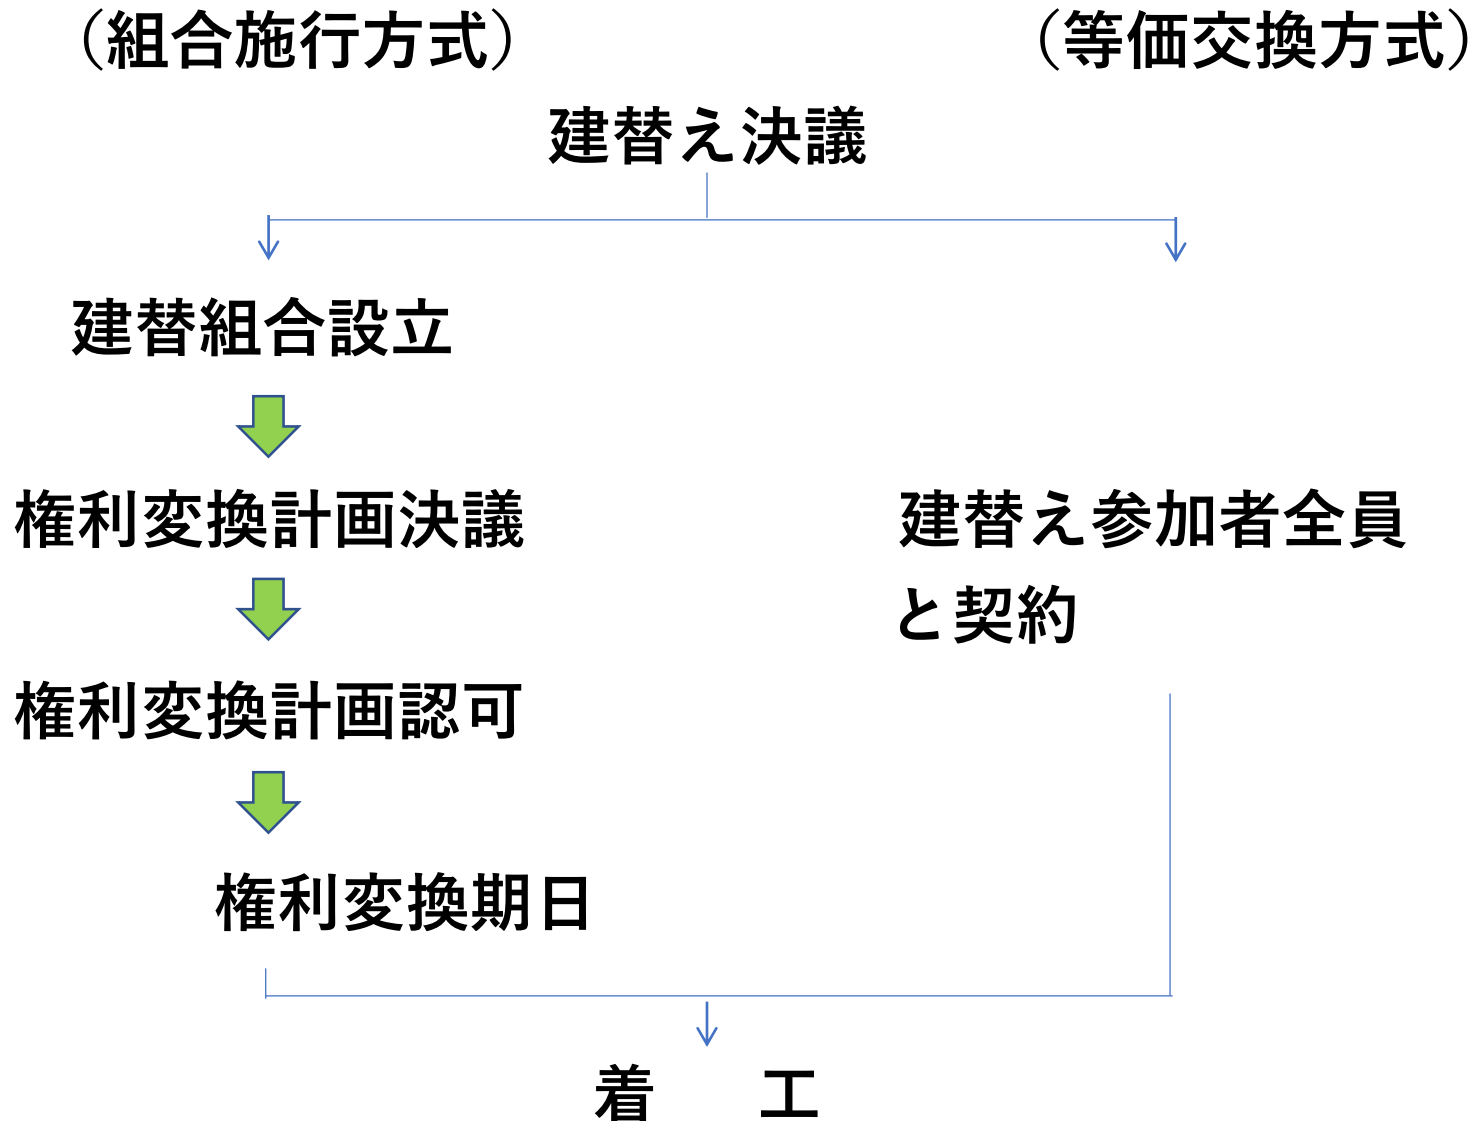 （組合施行方式）
（等価交換方式）
建替え決議
建替組合設立
権利変換計画決議
権利変換計画認可
権利変換期日
建替え参加者全員
と契約
着　工